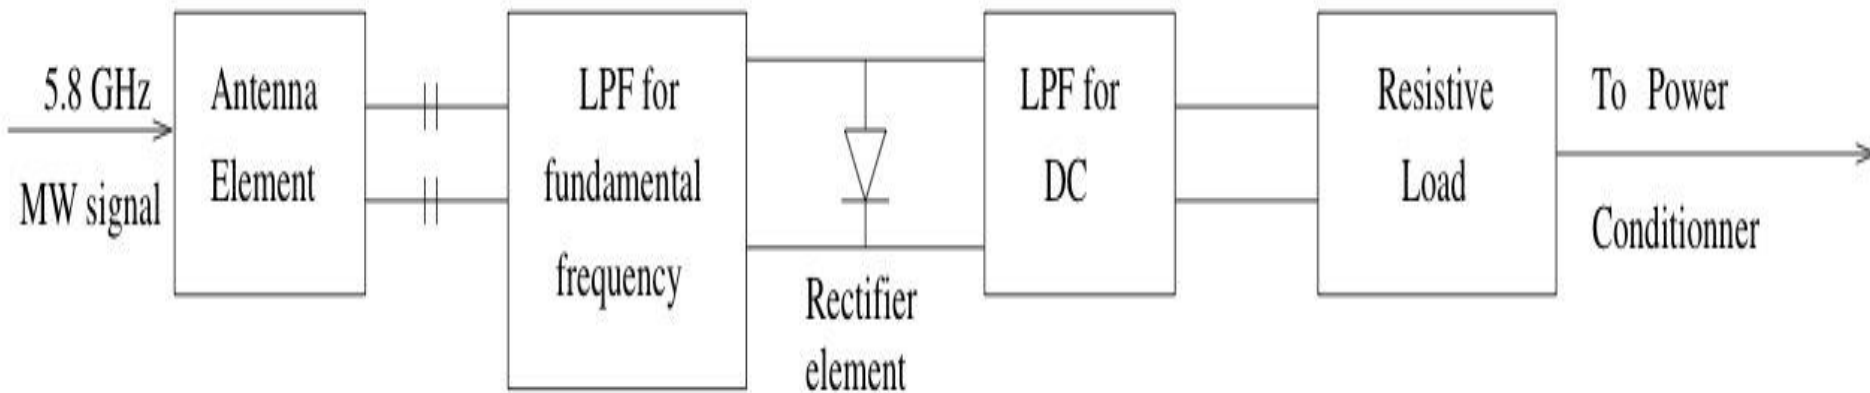 5.8 GHz
MW signal
Antenna
Element
LPF for
fundamental
frequency
Rectifier
element
LPF for
DC
Resistive
Load
To Power
Conditionner